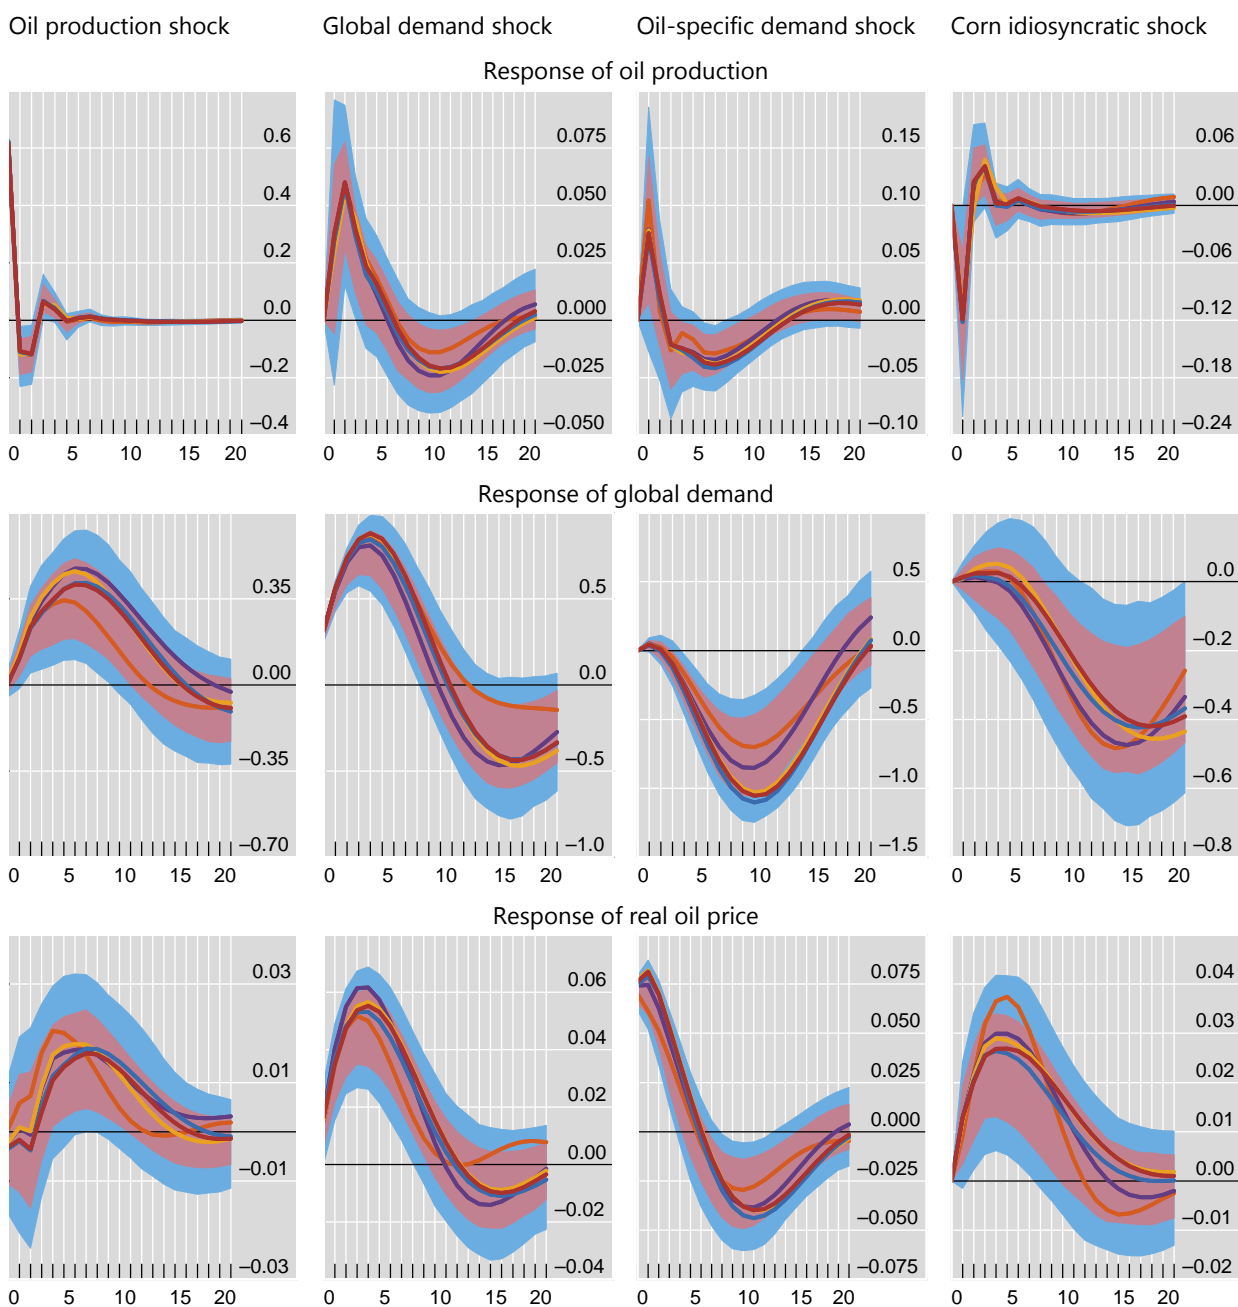 Oil production shock Global demand shock Oil-specific demand shock Corn idiosyncratic shock
Response of oil production
0.6 0.075 0.15 0.06
0.4 0.050 0.10 0.00
0.2 0.025 0.05 –0.06
0.0 0.000 0.00 –0.12
–0.2 –0.025 –0.05 –0.18
–0.4 –0.050 –0.10 –0.24
0 5 10 15 20 0 5 10 15 20 0 5 10 15 20 0 5 10 15 20
Response of global demand
0.35 0.5 0.5 0.0
0.00 0.0 0.0 –0.2
–0.35 –0.5 –0.5 –0.4
–1.0 –0.6
–0.70 –1.0 –1.5 –0.8
0 5 10 15 20 0 5 10 15 20 0 5 10 15 20 0 5 10 15 20
Response of real oil price
0.03 0.06 0.075 0.04
0.04 0.050 0.03
0.01 0.02 0.025 0.02
0.00 0.000 0.01
–0.01 –0.02 –0.025 0.00
–0.050 –0.01
–0.03 –0.04 –0.075 –0.02
0 5 10 15 20 0 5 10 15 20 0 5 10 15 20 0 5 10 15 20